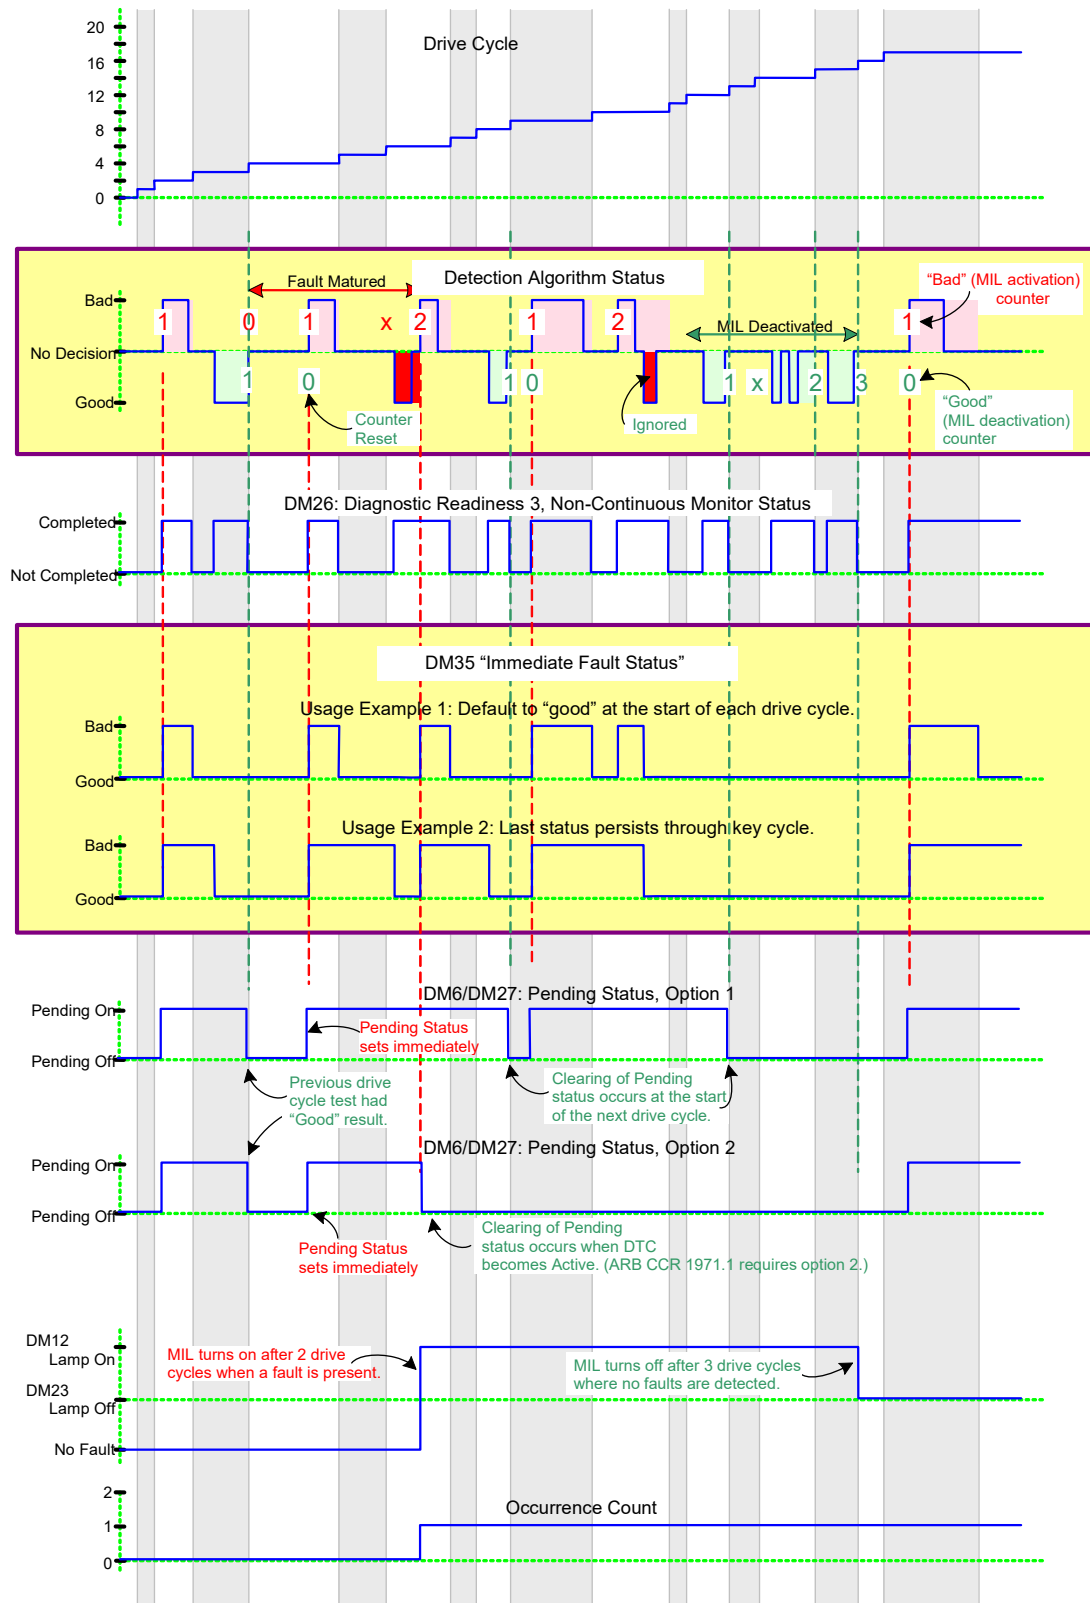 20
Drive Cycle
16
12
8
4
0
Detection Algorithm Status
Fault Matured
“Bad” (MIL activation)
counter
Bad
1 0 1 x 2 1 2 1
MIL Deactivated
No Decision
1 0 1 0 1 x 2 3 0
Good
Counter
Reset
Ignored
“Good”
(MIL deactivation)
counter
DM26: Diagnostic Readiness 3, Non-Continuous Monitor Status
Completed
Not Completed
DM35 “Immediate Fault Status”
Usage Example 1: Default to “good” at the start of each drive cycle.
Bad
Good
Usage Example 2: Last status persists through key cycle.
Bad
Good
DM6/DM27: Pending Status, Option 1
Pending On
Pending Status
sets immediately
Pending Off
Previous drive
cycle test had
“Good” result.
Clearing of Pending
status occurs at the start
of the next drive cycle.
DM6/DM27: Pending Status, Option 2
Pending On
Pending Off
Pending Status
sets immediately
Clearing of Pending
status occurs when DTC
becomes Active. (ARB CCR 1971.1 requires option 2.)
DM12
Lamp On
MIL turns on after 2 drive
cycles when a fault is present.
MIL turns off after 3 drive cycles
where no faults are detected.
DM23
Lamp Off
No Fault
2
Occurrence Count
1
0